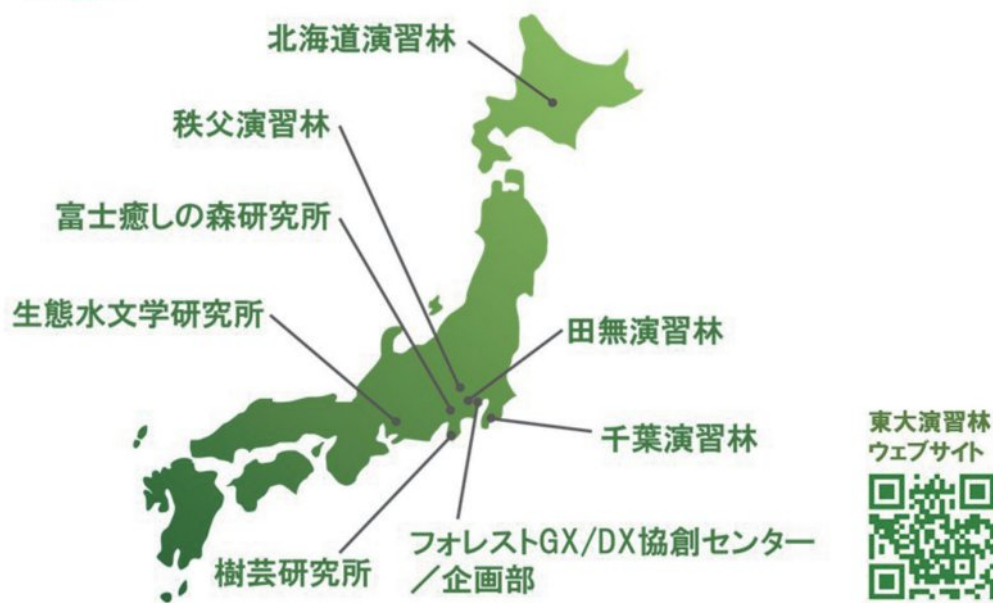 北海道演習林
秩父演習林
富士癒しの森研究所
生態水文学研究所
田無演習林
千葉演習林
フォレストGX/DX協創センター
／企画部
樹芸研究所
東大演習林
ウェブサイト